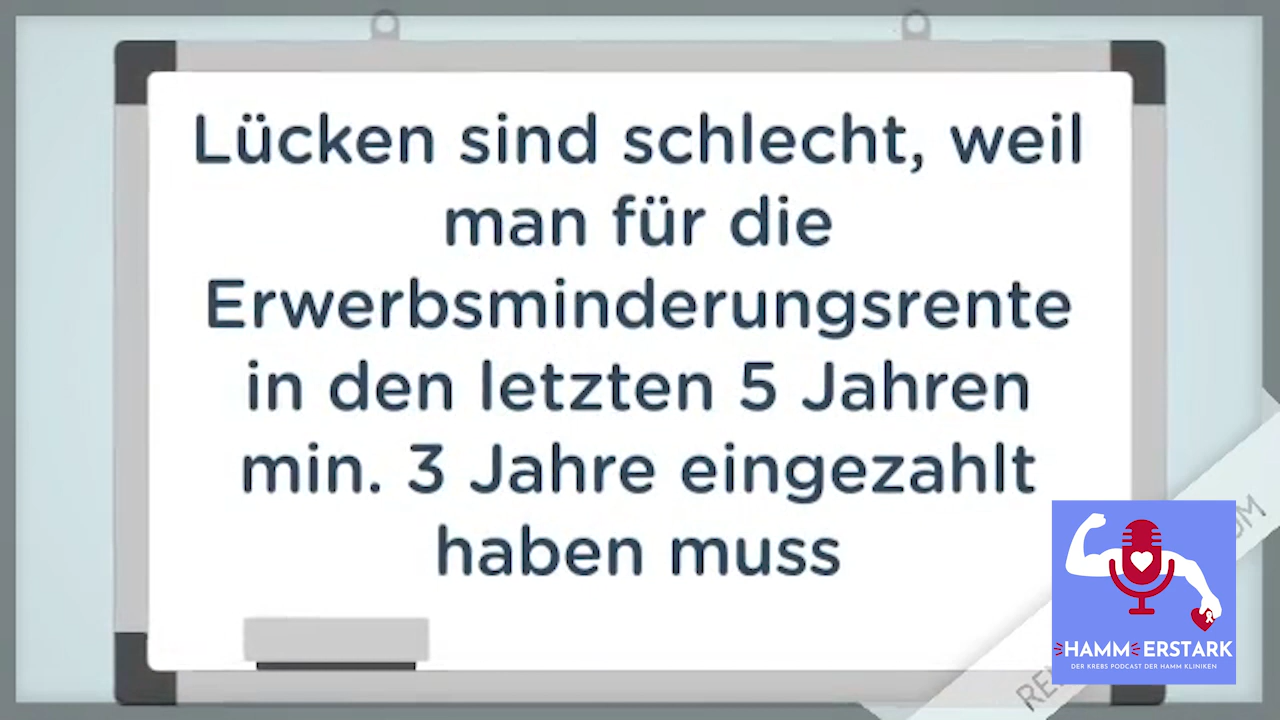 Lücken sind schlecht, weil
man für die
Erwerbsminderungsrente
in den letzten 5 Jahren
min. 3 Jahre eingezahlt
haben muss
HAMMERSTARK
DER KREBS PODCAST DER HAMM KLINIKEN